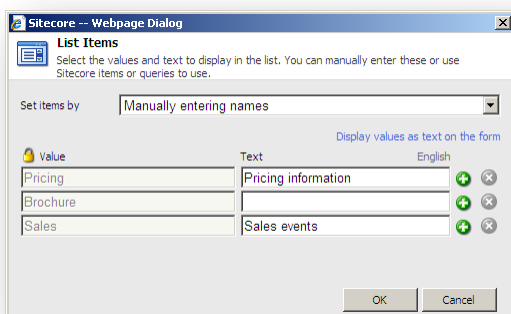 Sitecore -- Webpage Dialog
List Items
Select the values and text to display in the list. You can manually enter these or use
Sitecore items or queries to use.
Set items by Manually entering names
Display values as text on the form
Value Text English
Pricing Pricing information
Brochure
Sales Sales events
OK Cancel